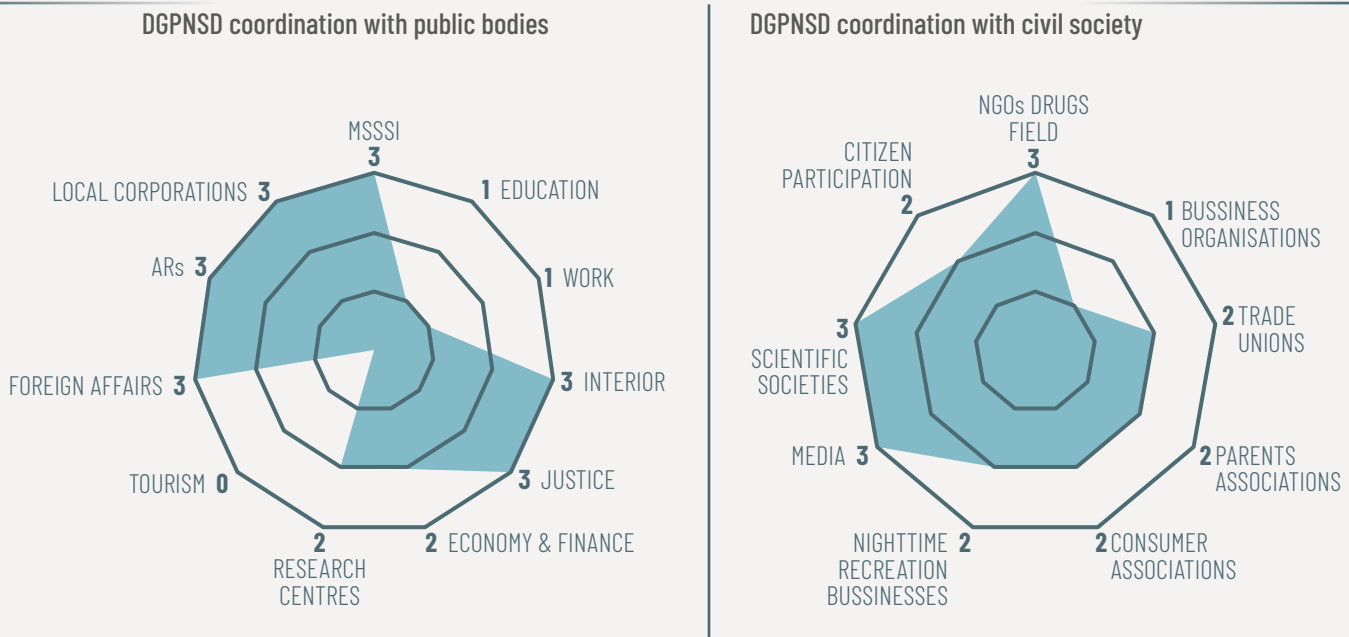 DGPNSD coordination with public bodies
MSSSI
3
1 EDUCATION
1 WORK
3 INTERIOR
3 JUSTICE
2 ECONOMY & FINANCE
2
RESEARCH
CENTRES
TOURISM 0
FOREIGN AFFAIRS 3
ARs 3
LOCAL CORPORATIONS 3
DGPNSD coordination with civil society
NGOs DRUGS
FIELD
3
1 BUSSINESS
ORGANISATIONS
2 TRADE
UNIONS
2 PARENTS
ASSOCIATIONS
2 CONSUMER
ASSOCIATIONS
NIGHTTIME 2
RECREATION
BUSSINESSES
MEDIA 3
3
SCIENTIFIC
SOCIETIES
CITIZEN
PARTICIPATION
2